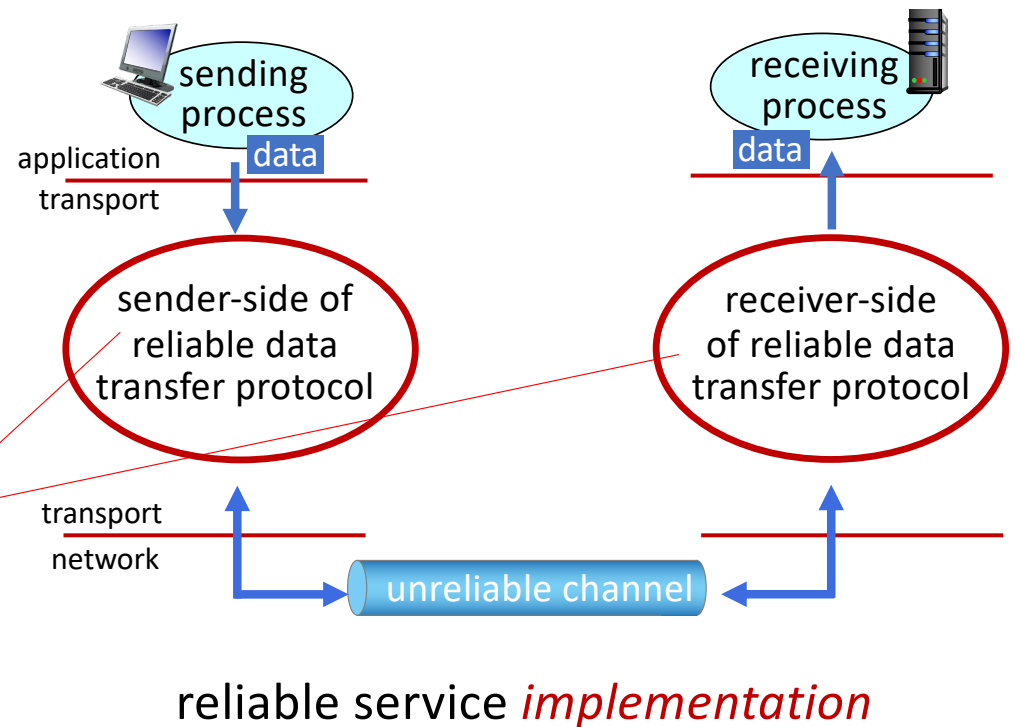 sending
process
data
receiving
process
data
application
transport
sender-side of
reliable data
transfer protocol
receiver-side
of reliable data
transfer protocol
transport
network
unreliable channel
reliable service implementation